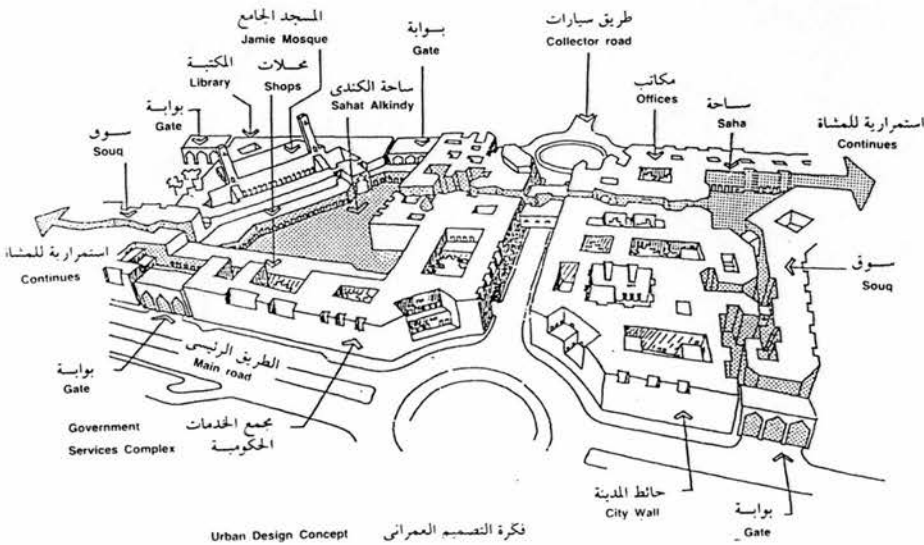 المسجد الجامع
Jamie Mosque
بوابة
Gate
طريق سيارات
Collector road
المكتبة
Library
محلات
Shops
ساحة الكندى
Sahat Alkindy
مكاتب
Offices
ساحة
Saha
استمرارية للمشاة
Continues
بوابة
Gate
سوق
Souq
استمرارية للمشاة
Continues
سوق
Souq
الطريق الرئيسى
Main road
بوابة
Gate
Government
Services Complex
مجمع الخدمات
الحكومية
حائط المدينة
City Wall
بوابة
Gate
Urban Design Concept فكرة التصميم العمرانى